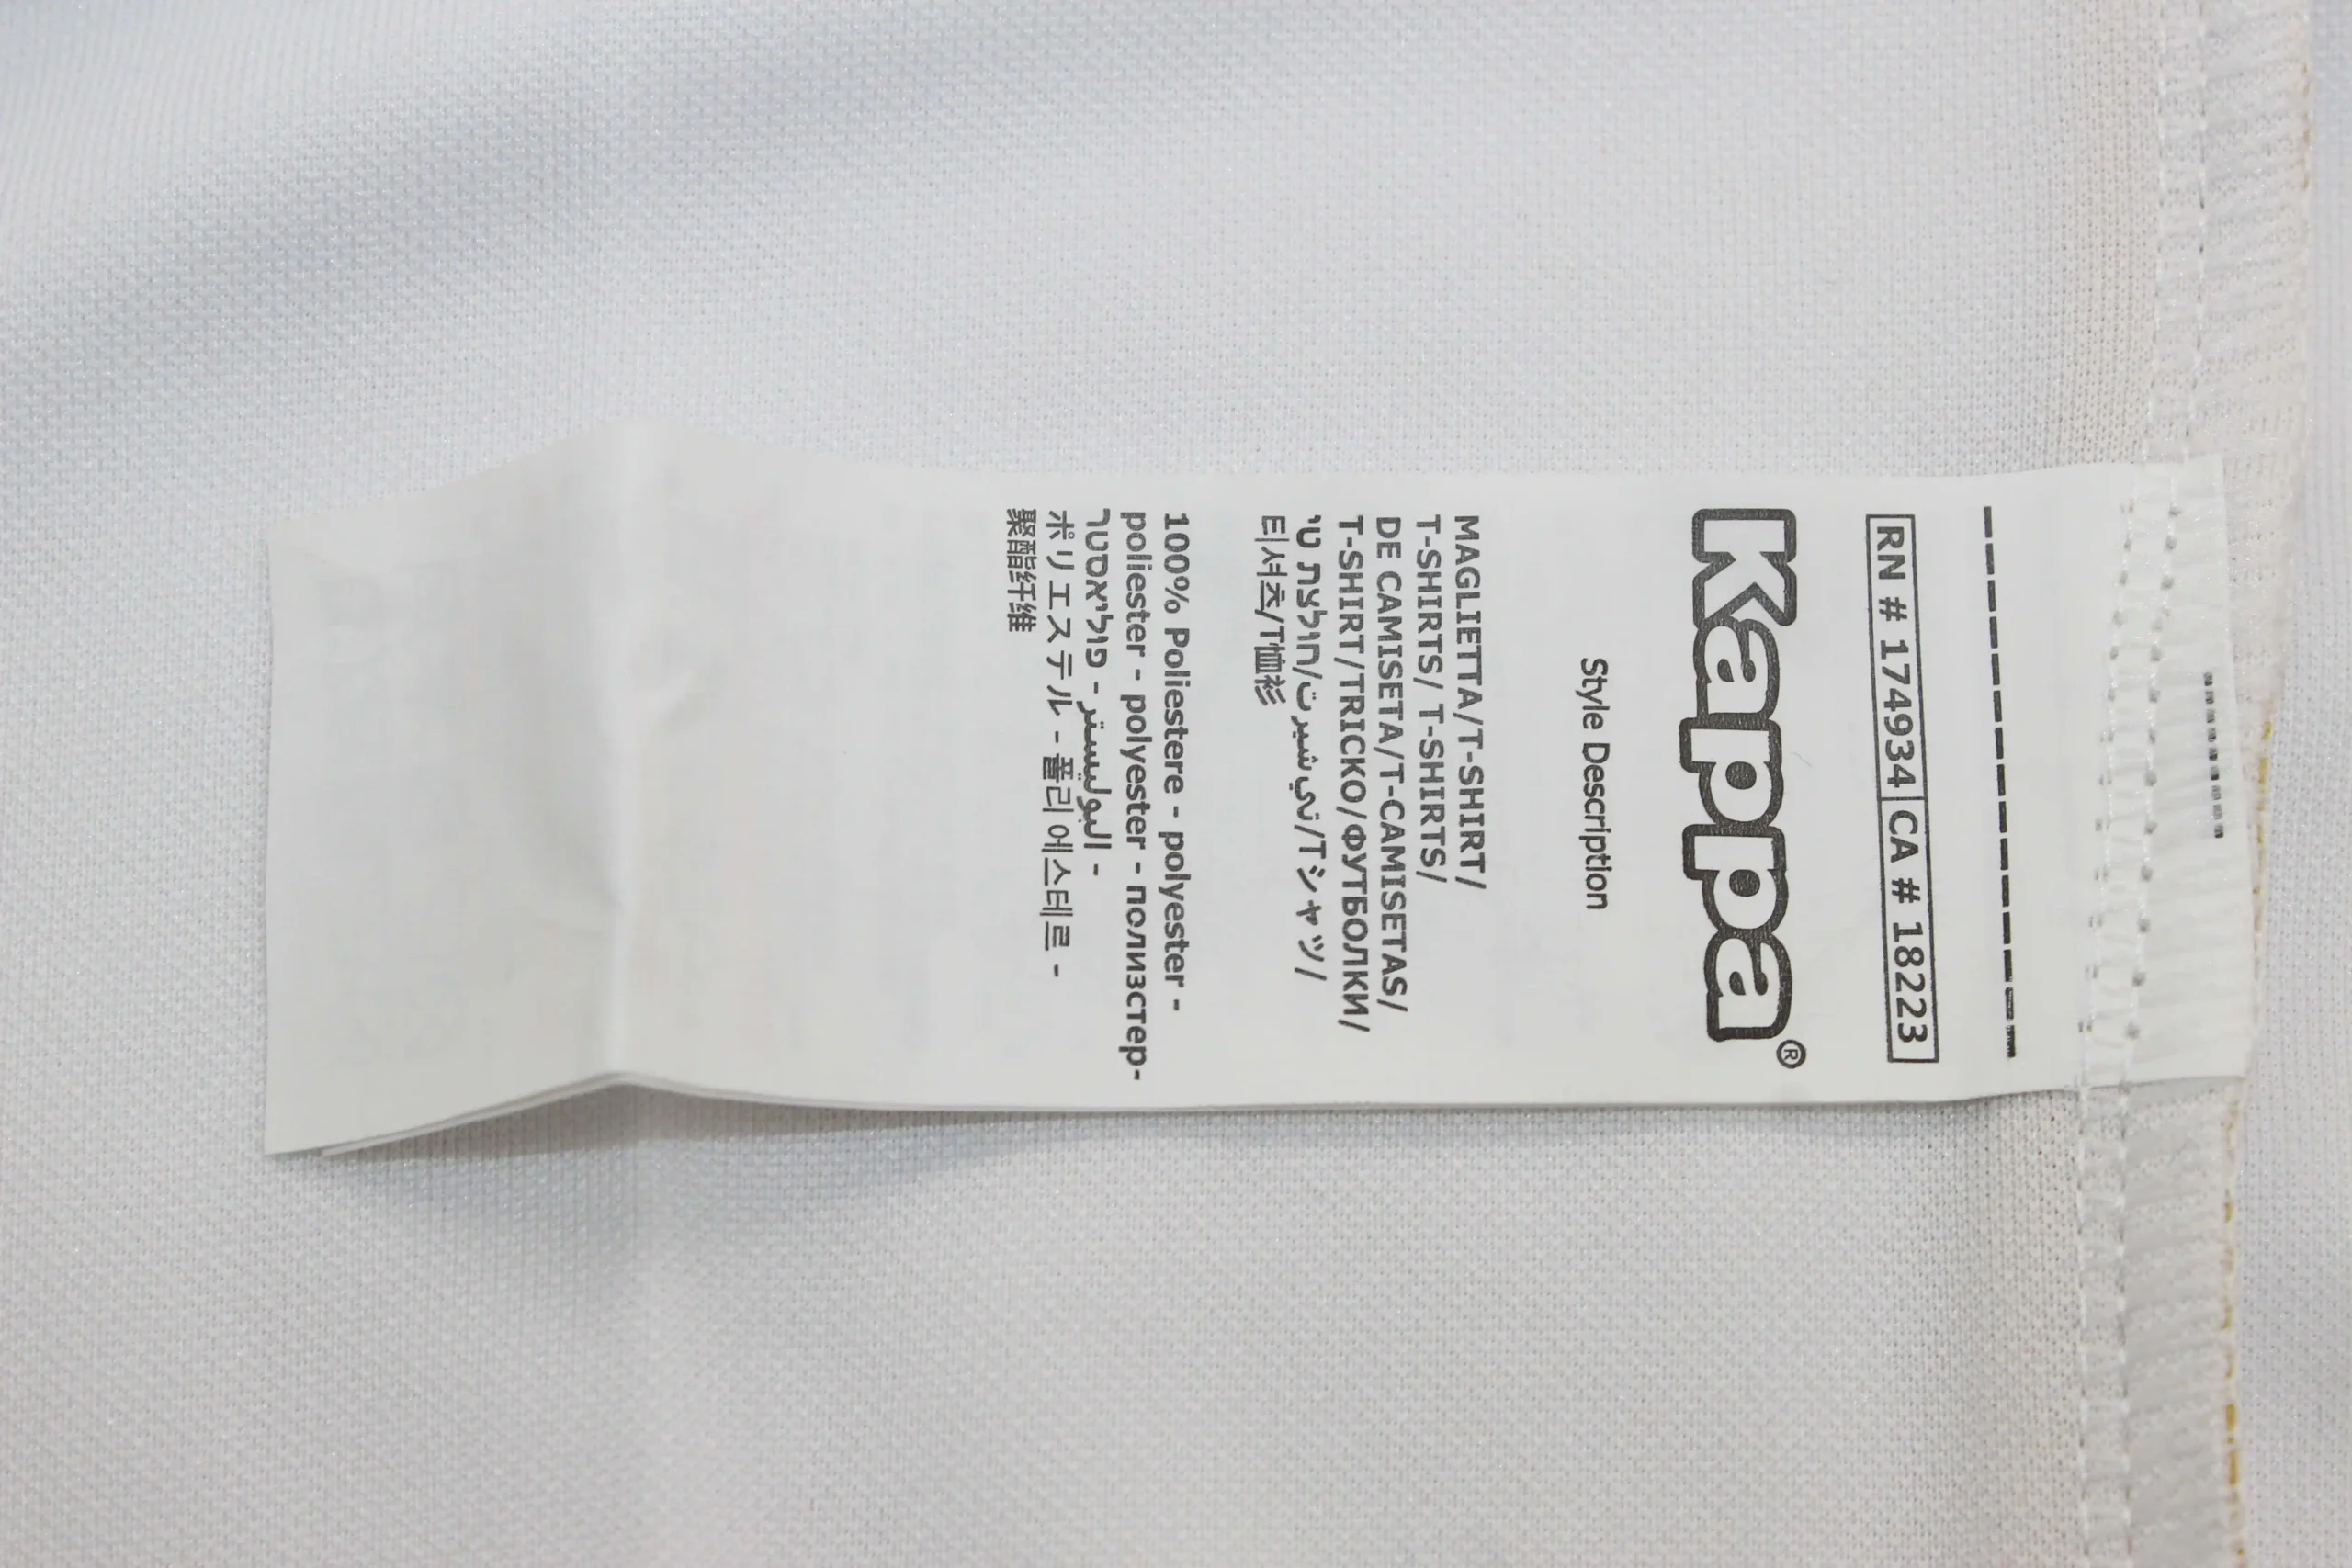 RN # 174934 CA # 18223
Kappa®
Style Description
MAGLIETTA/T-SHIRT/
T-SHIRTS/ T-SHIRTS/
DE CAMISETA/T-CAMISETAS/
T-SHIRT/TRICKO/ФУТБОЛКИ/
חולצת טי/تي شيرت/Tシャツ/
티셔츠/T恤衫
100% Poliestere - polyester -
poliester - polyester - полиэстер-
פוליאסטר - البوليستر -
ポリエステル - 폴리에스테르 -
聚酯纤维